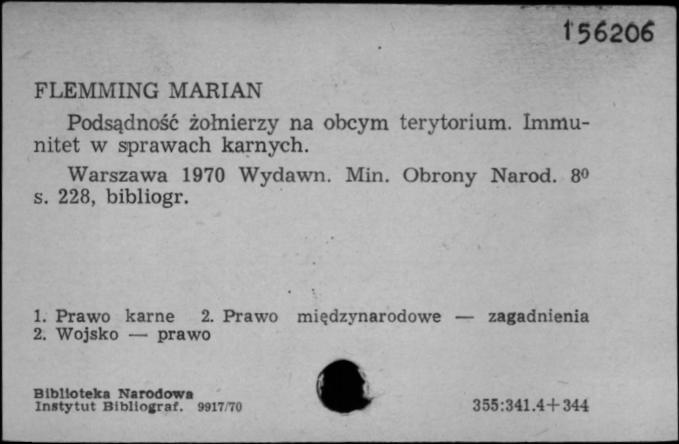 156206
FLEMMING MARIAN
Podsądność żołnierzy na obcym terytorium. Immu-
nitet w sprawach karnych.
Warszawa 1970 Wydawn. Min. Obrony Narod. 8⁰
s. 228, bibliogr.
1. Prawo karne 2. Prawo międzynarodowe — zagadnienia
2. Wojsko — prawo
Biblioteka Narodowa
Instytut Bibliograf. 9917/70
355:341.4+344